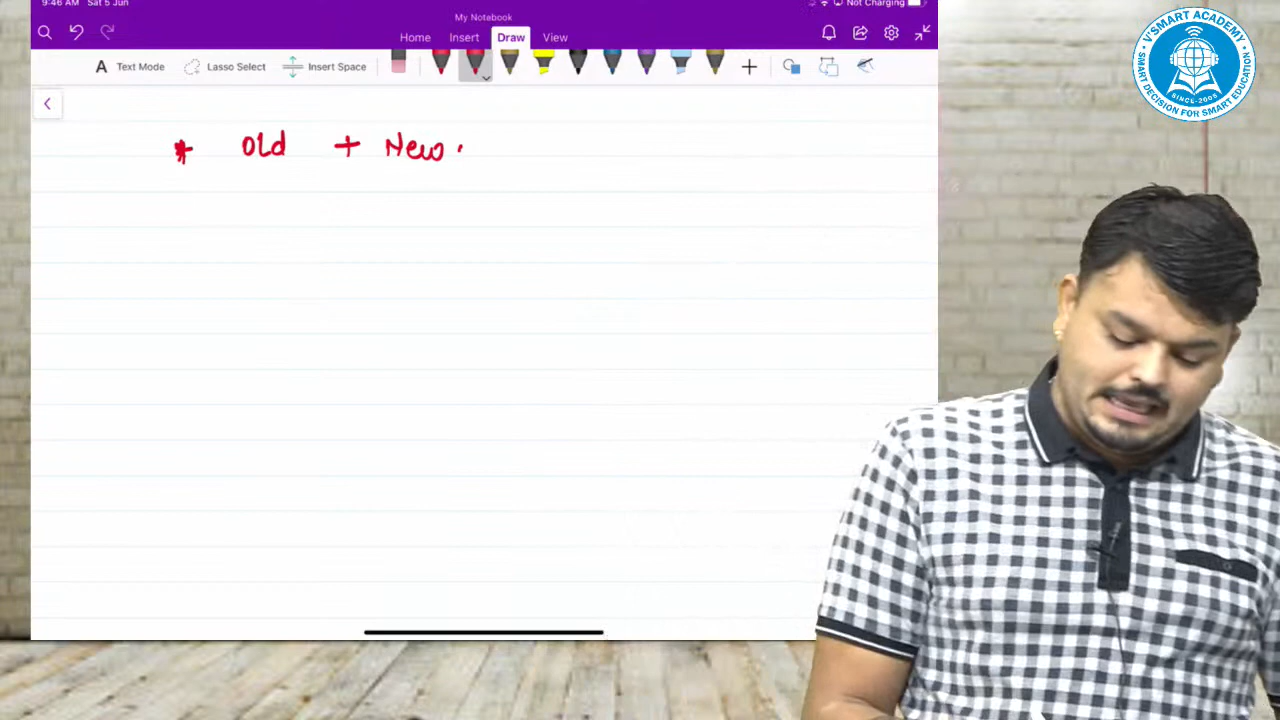 9:46 AM Sat 5 Jun
Not Charging
My Notebook
Home Insert Draw View
A Text Mode Lasso Select Insert Space
* Old + New
V'SMART ACADEMY
SINCE-2005
SMART DECISION FOR SMART EDUCATION